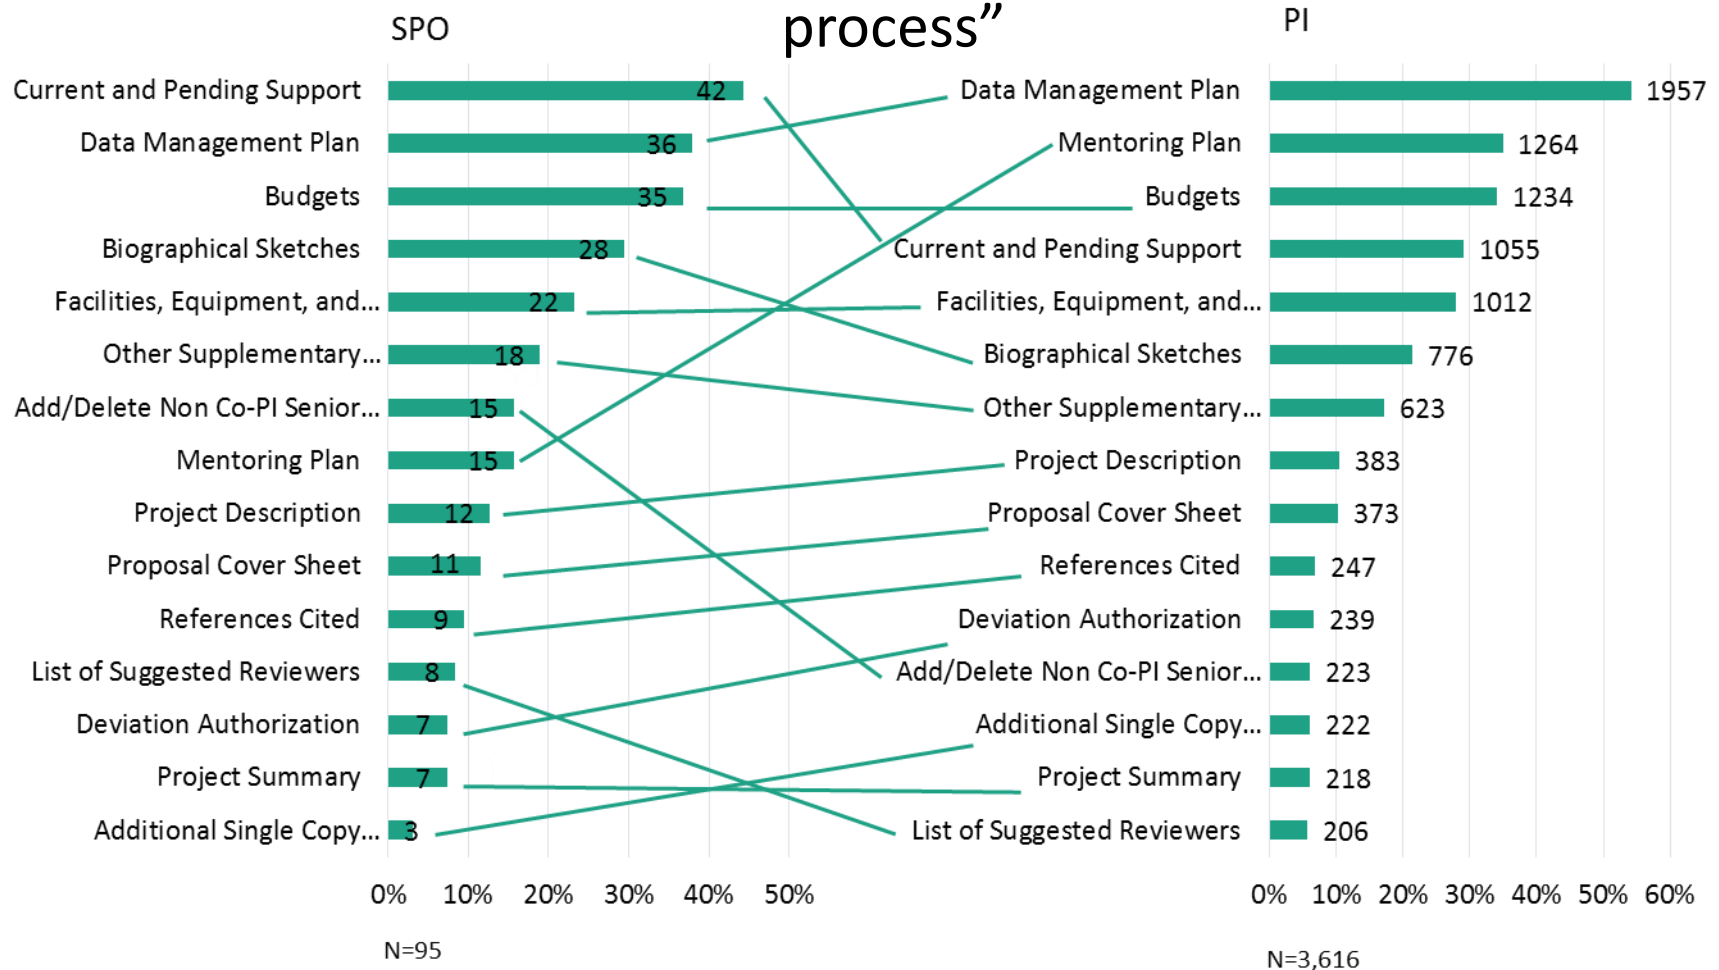 process”
SPO
Current and Pending Support 42
Data Management Plan 36
Budgets 35
Biographical Sketches 28
Facilities, Equipment, and... 22
Other Supplementary... 18
Add/Delete Non Co-PI Senior... 15
Mentoring Plan 15
Project Description 12
Proposal Cover Sheet 11
References Cited 9
List of Suggested Reviewers 8
Deviation Authorization 7
Project Summary 7
Additional Single Copy... 3
0% 10% 20% 30% 40% 50%
N=95
PI
Data Management Plan 1957
Mentoring Plan 1264
Budgets 1234
Current and Pending Support 1055
Facilities, Equipment, and... 1012
Biographical Sketches 776
Other Supplementary... 623
Project Description 383
Proposal Cover Sheet 373
References Cited 247
Deviation Authorization 239
Add/Delete Non Co-PI Senior... 223
Additional Single Copy... 222
Project Summary 218
List of Suggested Reviewers 206
0% 10% 20% 30% 40% 50% 60%
N=3,616